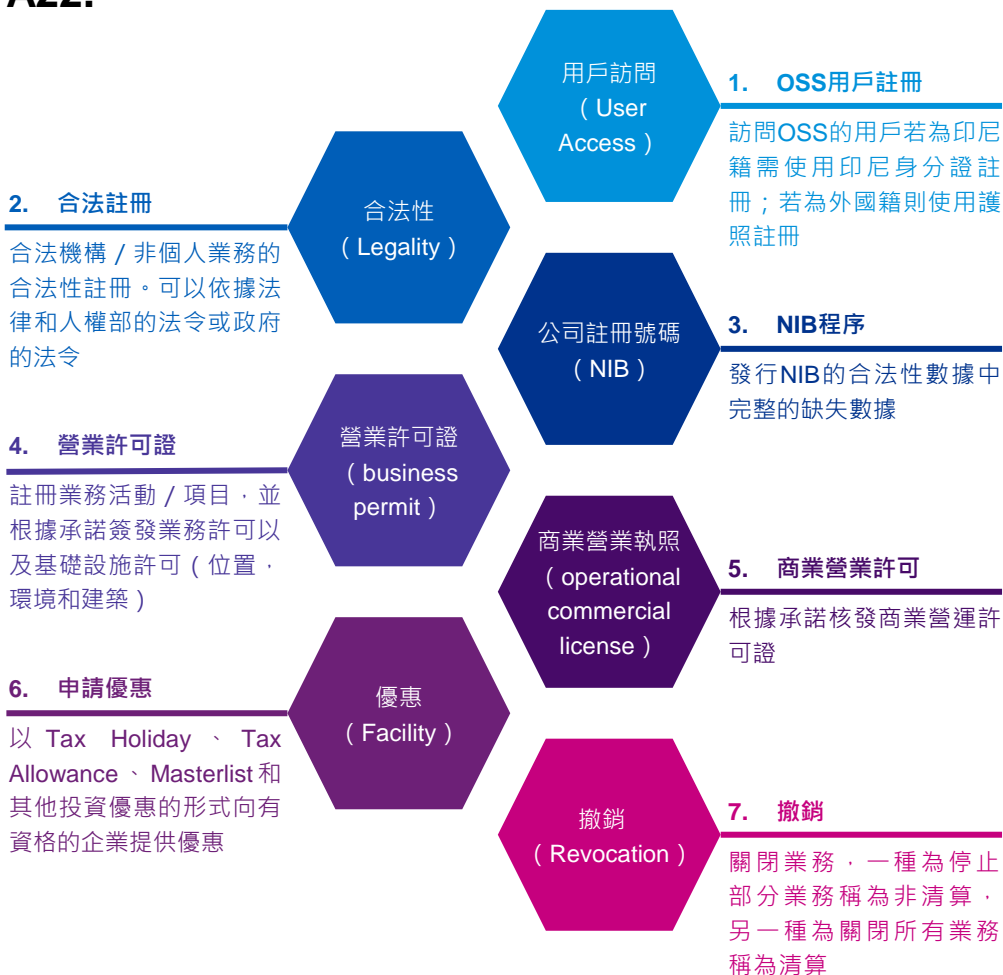 A22.
用戶訪問
（User
Access）
1. OSS用戶註冊
訪問OSS的用戶若為印尼
籍需使用印尼身分證註
冊；若為外國籍則使用護
照註冊
2. 合法註冊
合法機構/非個人業務的
合法性註冊。可以依據法
律和人權部的法令或政府
的法令
合法性
（Legality）
公司註冊號碼
（NIB）
3. NIB程序
發行NIB的合法性數據中
完整的缺失數據
4. 營業許可證
註冊業務活動/項目，並
根據承諾簽發業務許可以
及基礎設施許可（位置，
環境和建築）
營業許可證
（business
permit）
商業營業執照
（operational
commercial
license）
5. 商業營業許可
根據承諾核發商業營運許
可證
6. 申請優惠
以 Tax Holiday 、 Tax
Allowance、Masterlist和
其他投資優惠的形式向有
資格的企業提供優惠
優惠
（Facility）
撤銷
（Revocation）
7. 撤銷
關閉業務，一種為停止
部分業務稱為非清算，
另一種為關閉所有業務
稱為清算